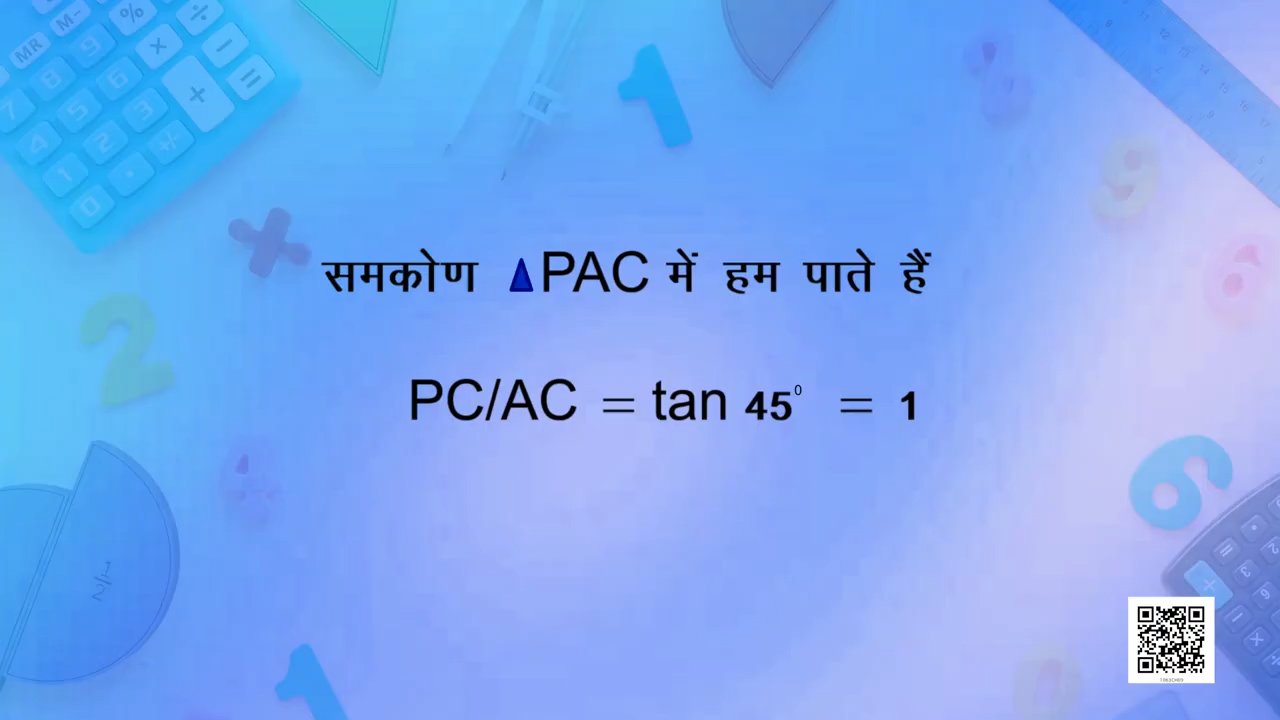 समकोण ▲PAC में हम पाते हैं
PC/AC = tan 45⁰ = 1